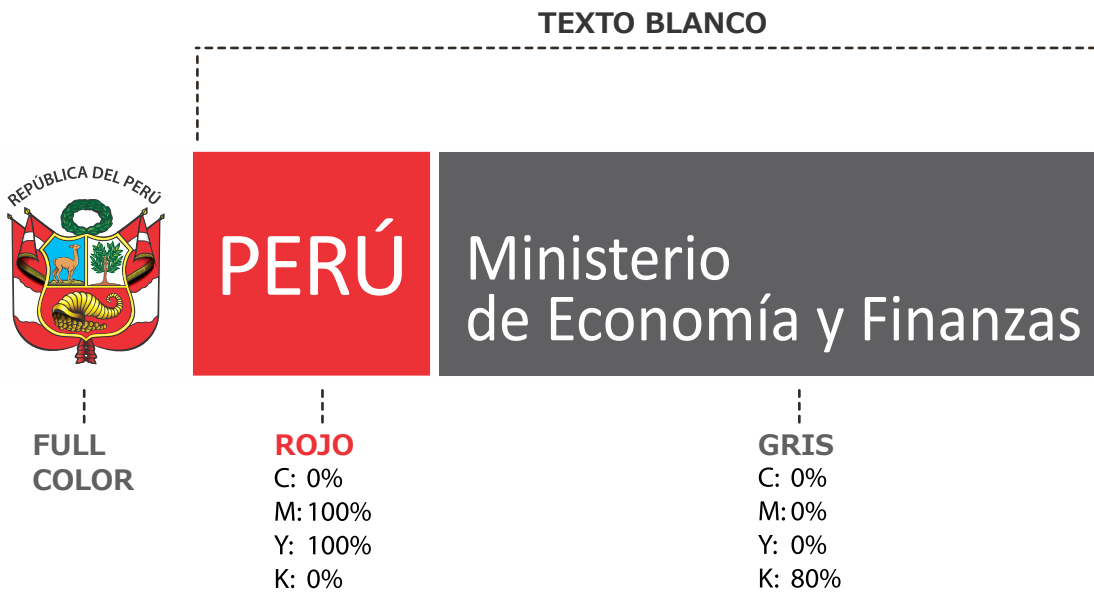 TEXTO BLANCO
REPÚBLICA DEL PERÚ
PERÚ
Ministerio
de Economía y Finanzas
FULL
COLOR
ROJO
C: 0%
M: 100%
Y: 100%
K: 0%
GRIS
C: 0%
M: 0%
Y: 0%
K: 80%